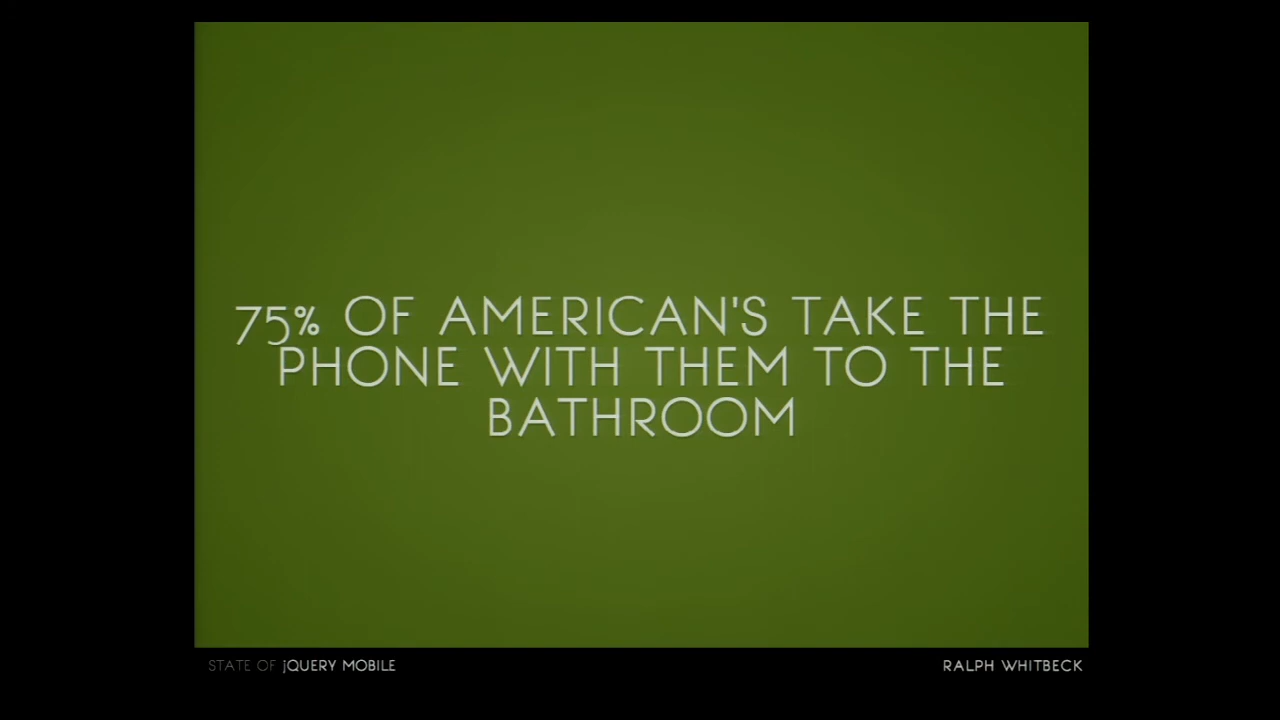 75% OF AMERICAN'S TAKE THE
PHONE WITH THEM TO THE
BATHROOM
STATE OF jQUERY MOBILE
RALPH WHITBECK